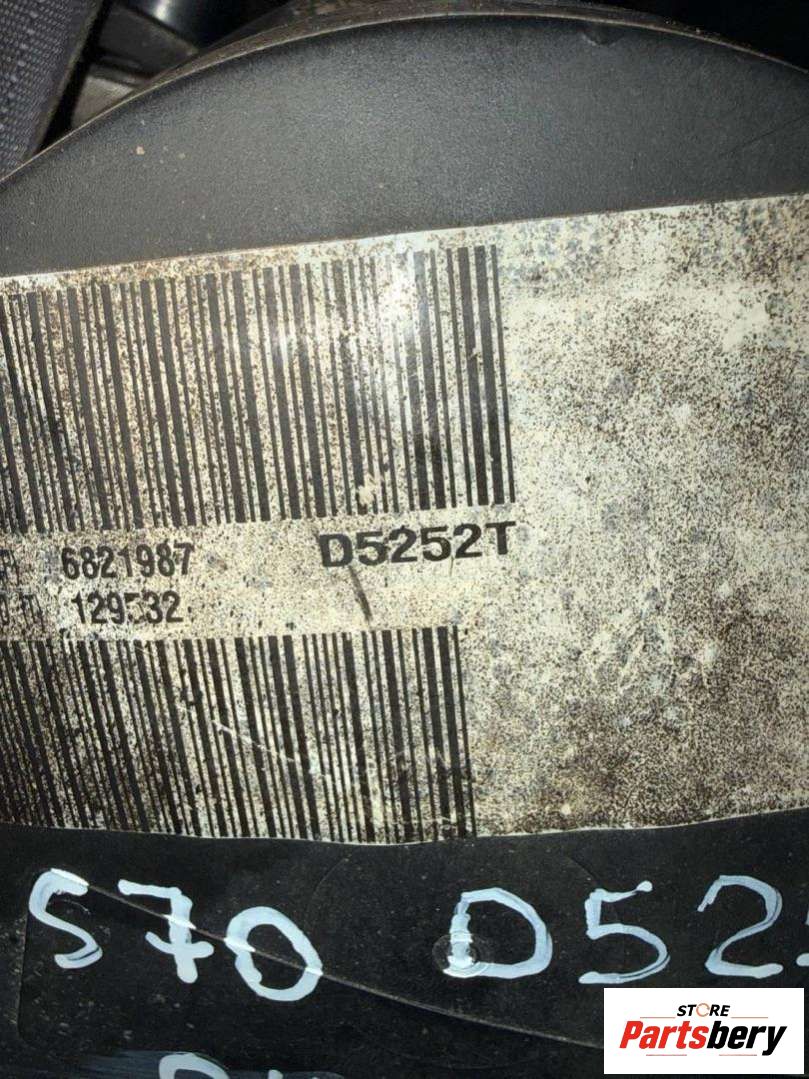 6821987 D5252T
S70 D52
STORE
Partsbery